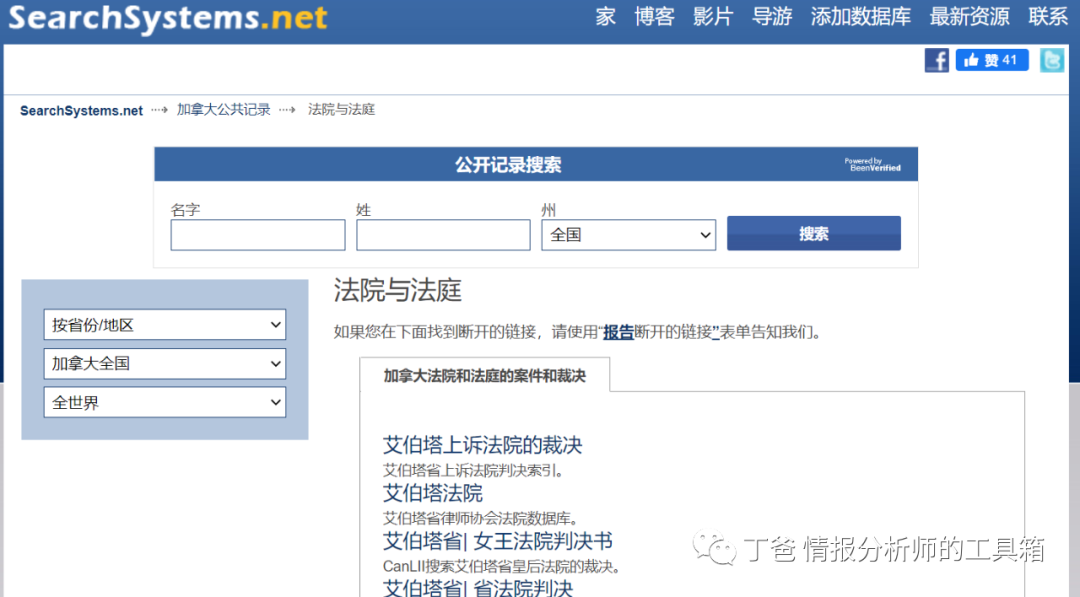 SearchSystems.net
家 博客 影片 导游 添加数据库 最新资源 联系
赞 41
SearchSystems.net ···→ 加拿大公共记录 ···→ 法院与法庭
公开记录搜索
Powered by
BeenVerified
名字 姓 州
全国 搜索
法院与法庭
按省份/地区
如果您在下面找到断开的链接，请使用“报告断开的链接”表单告知我们。
加拿大全国
加拿大法院和法庭的案件和裁决
全世界
艾伯塔上诉法院的裁决
艾伯塔省上诉法院判决索引。
艾伯塔法院
艾伯塔省律师协会法院数据库。
艾伯塔省| 女王法院判决书
CanLII搜索艾伯塔省皇后法院的裁决。
艾伯塔省| 省法院判决
丁爸 情报分析师的工具箱